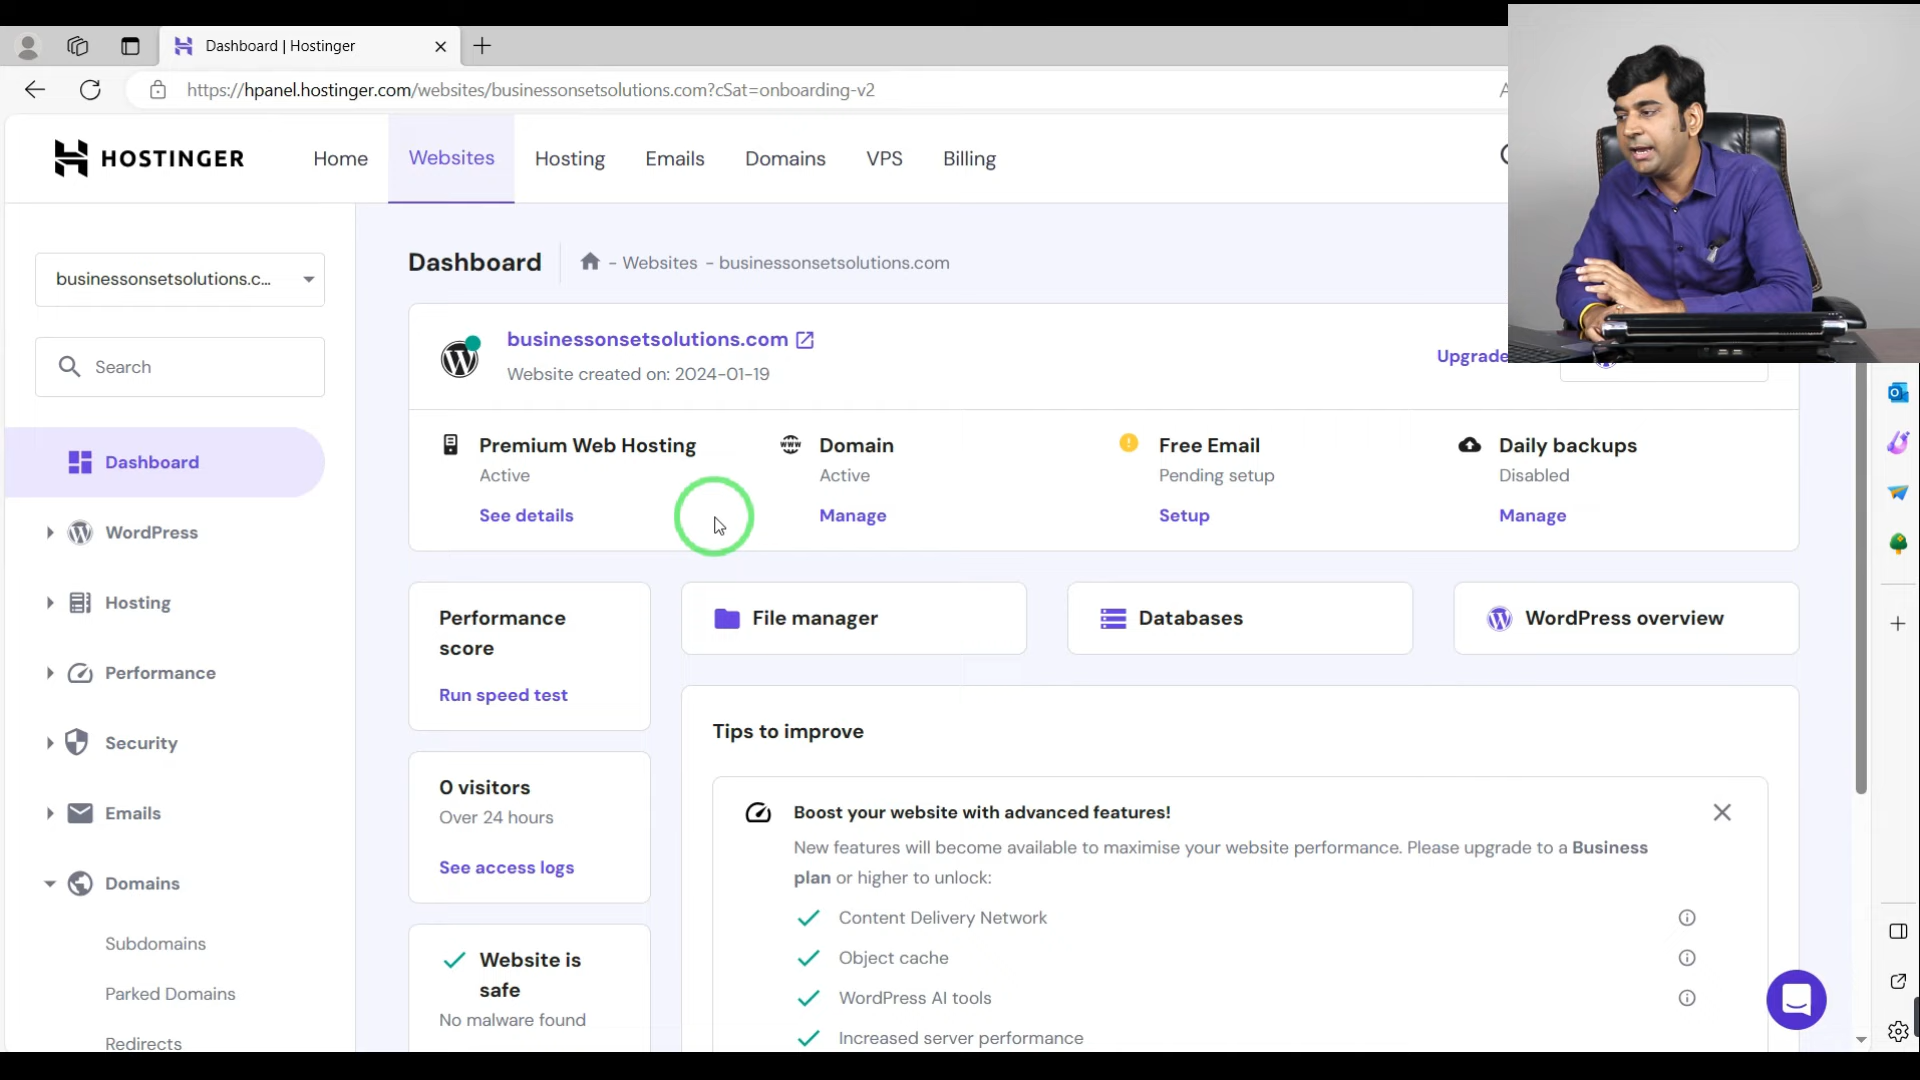 Dashboard | Hostinger
https://hpanel.hostinger.com/websites/businessonsetsolutions.com?cSat=onboarding-v2
HOSTINGER
Home
Websites
Hosting
Emails
Domains
VPS
Billing
businessonsetsolutions.c...
Dashboard
- Websites - businessonsetsolutions.com
Search
businessonsetsolutions.com
Website created on: 2024-01-19
Upgrade
Premium Web Hosting
Active
See details
Domain
Active
Manage
Free Email
Pending setup
Setup
Daily backups
Disabled
Manage
Dashboard
WordPress
Hosting
Performance
Security
Emails
Domains
Subdomains
Parked Domains
Redirects
Performance
score
Run speed test
File manager
Databases
WordPress overview
0 visitors
Over 24 hours
See access logs
Website is
safe
No malware found
Tips to improve
Boost your website with advanced features!
New features will become available to maximise your website performance. Please upgrade to a Business
plan or higher to unlock:
Content Delivery Network
Object cache
WordPress AI tools
Increased server performance